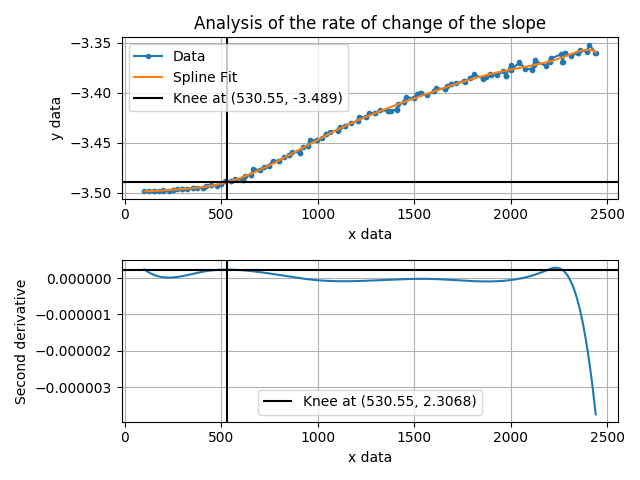 Analysis of the rate of change of the slope
−3.35
−3.40
−3.45
−3.50
y data
Data
Spline Fit
Knee at (530.55, -3.489)
0 500 1000 1500 2000 2500
x data
0.000000
−0.000001
−0.000002
−0.000003
Second derivative
Knee at (530.55, 2.3068)
0 500 1000 1500 2000 2500
x data